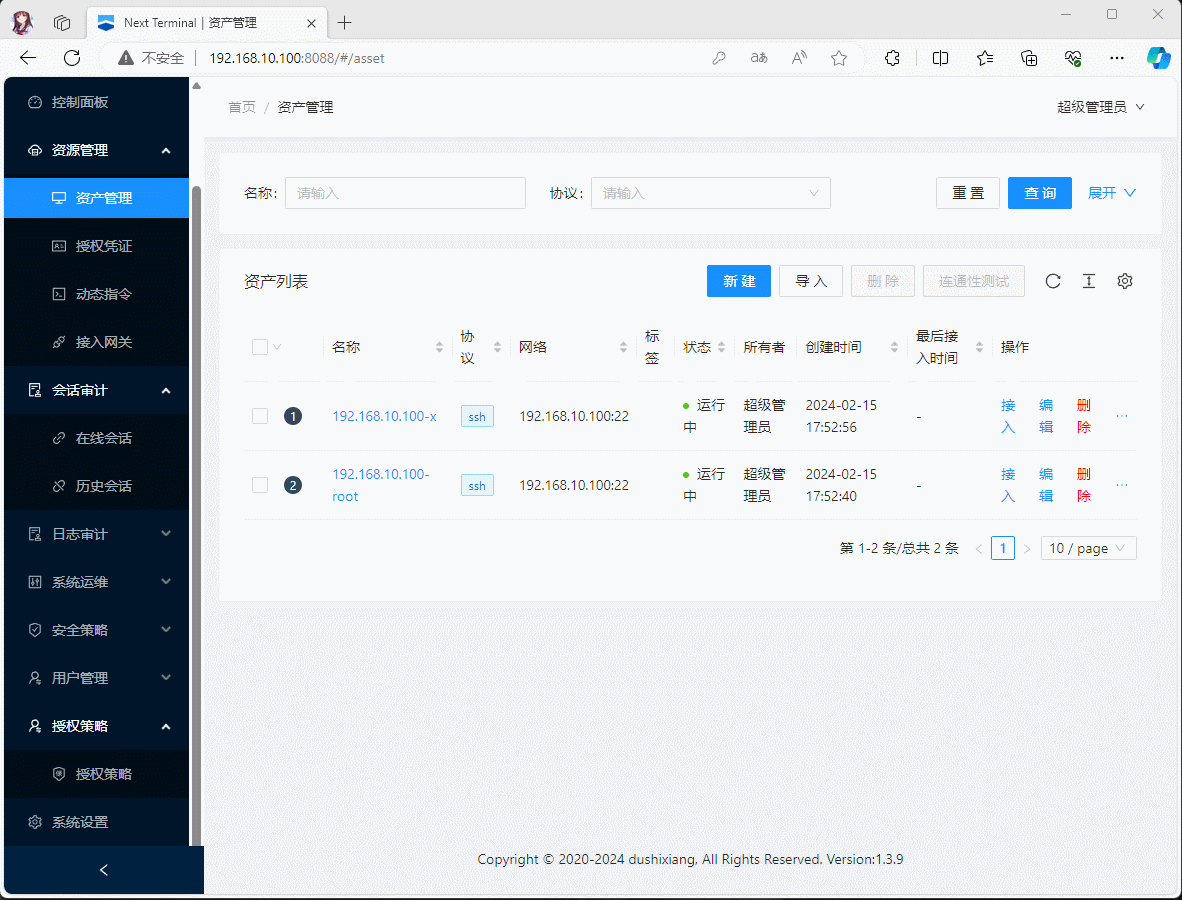 Next Terminal | 资产管理
不安全
192.168.10.100:8088/#/asset
控制面板
资源管理
资产管理
授权凭证
动态指令
接入网关
会话审计
在线会话
历史会话
日志审计
系统运维
安全策略
用户管理
授权策略
授权策略
系统设置
首页 / 资产管理
超级管理员
名称: 请输入 协议: 请输入 重 置 查 询 展开
资产列表 新 建 导 入 删 除 连通性测试
名称 协议 网络 标签 状态 所有者 创建时间 最后接入时间 操作
1 192.168.10.100-x ssh 192.168.10.100:22 运行中 超级管理员 2024-02-15 17:52:56 - 接入 编辑 删除 ...
2 192.168.10.100-root ssh 192.168.10.100:22 运行中 超级管理员 2024-02-15 17:52:40 - 接入 编辑 删除 ...
第 1-2 条/总共 2 条 < 1 > 10 / page
Copyright © 2020-2024 dushixiang, All Rights Reserved. Version:1.3.9